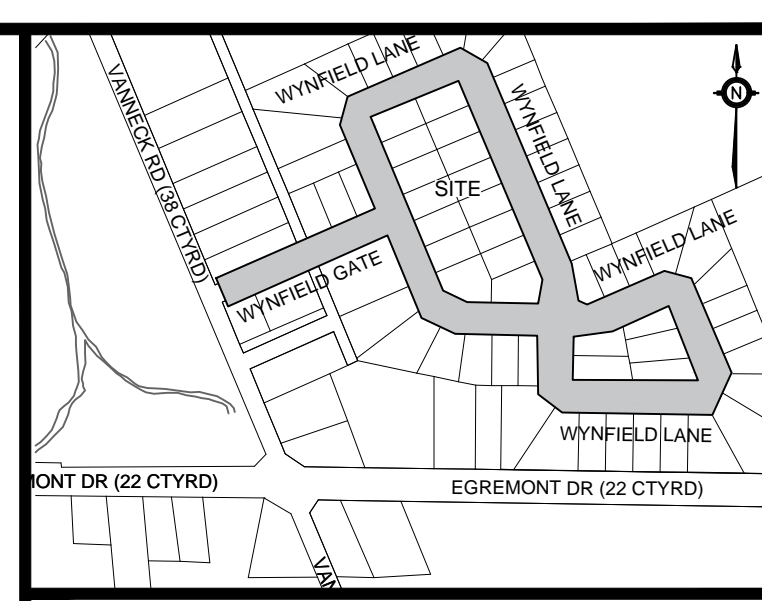 WYNFIELD LANE
VANNECK RD (38 CTYRD)
WYNFIELD LANE
N
SITE
WYNFIELD LANE
WYNFIELD GATE
WYNFIELD LANE
MONT DR (22 CTYRD)
EGREMONT DR (22 CTYRD)
VAN